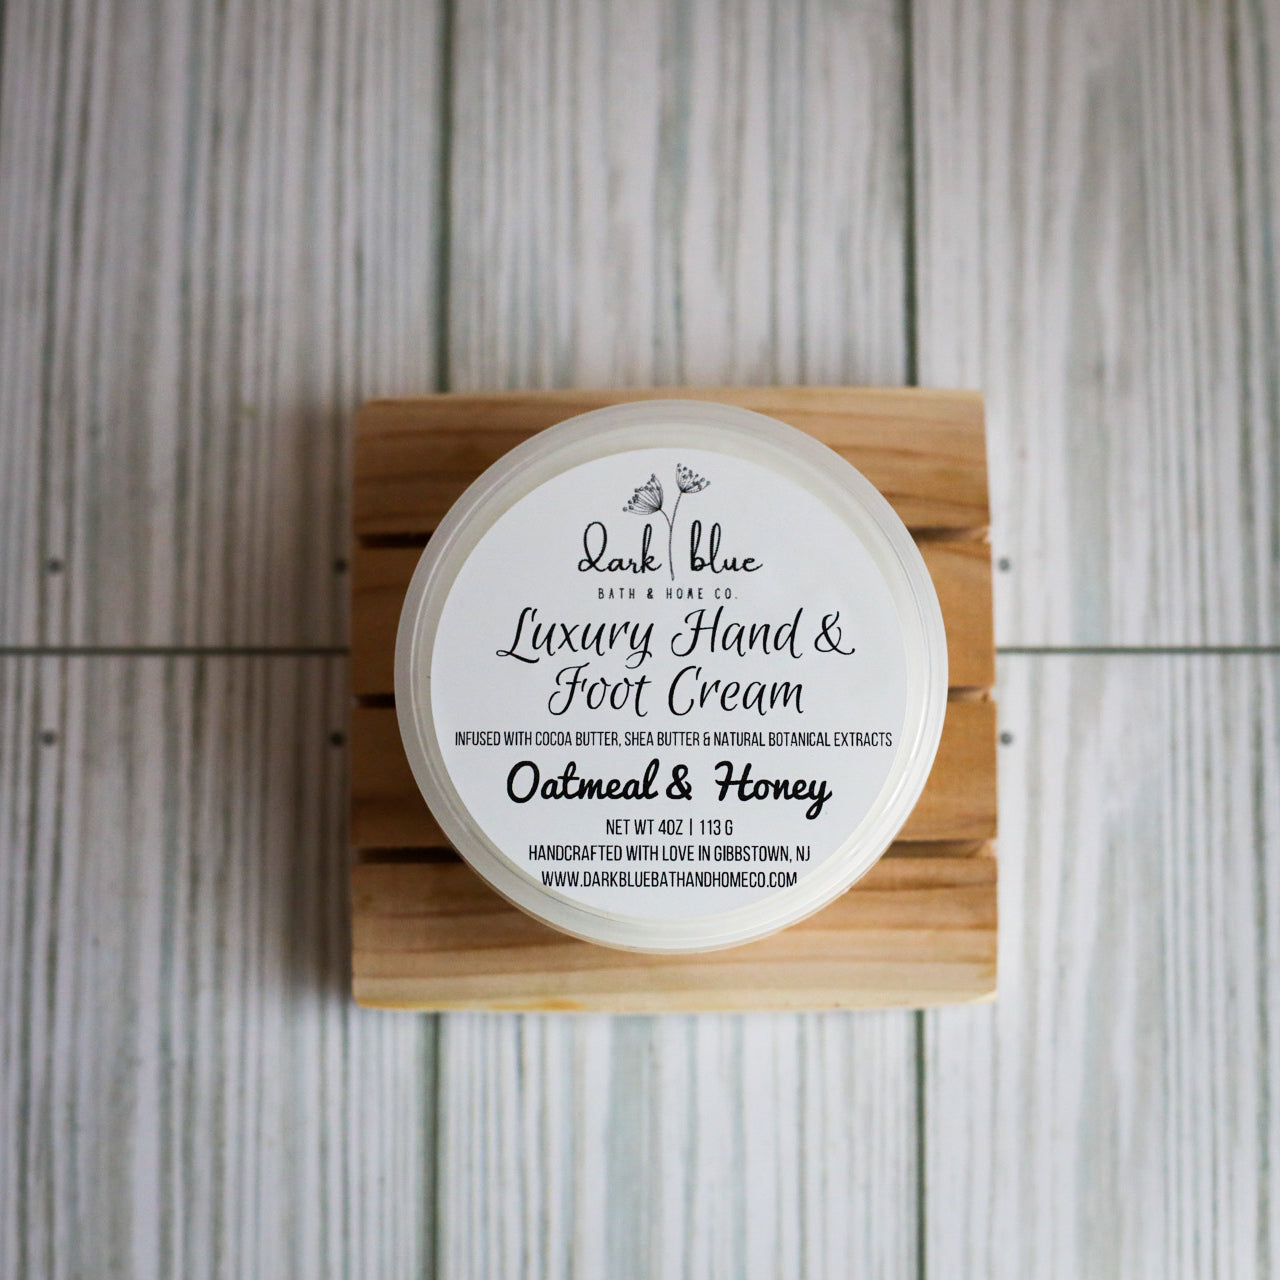 dark blue
BATH & HOME CO.
Luxury Hand &
Foot Cream
INFUSED WITH COCOA BUTTER, SHEA BUTTER & NATURAL BOTANICAL EXTRACTS
Oatmeal & Honey
NET WT 4OZ | 113 G
HANDCRAFTED WITH LOVE IN GIBBSTOWN, NJ
WWW.DARKBLUEBATHANDHOMECO.COM